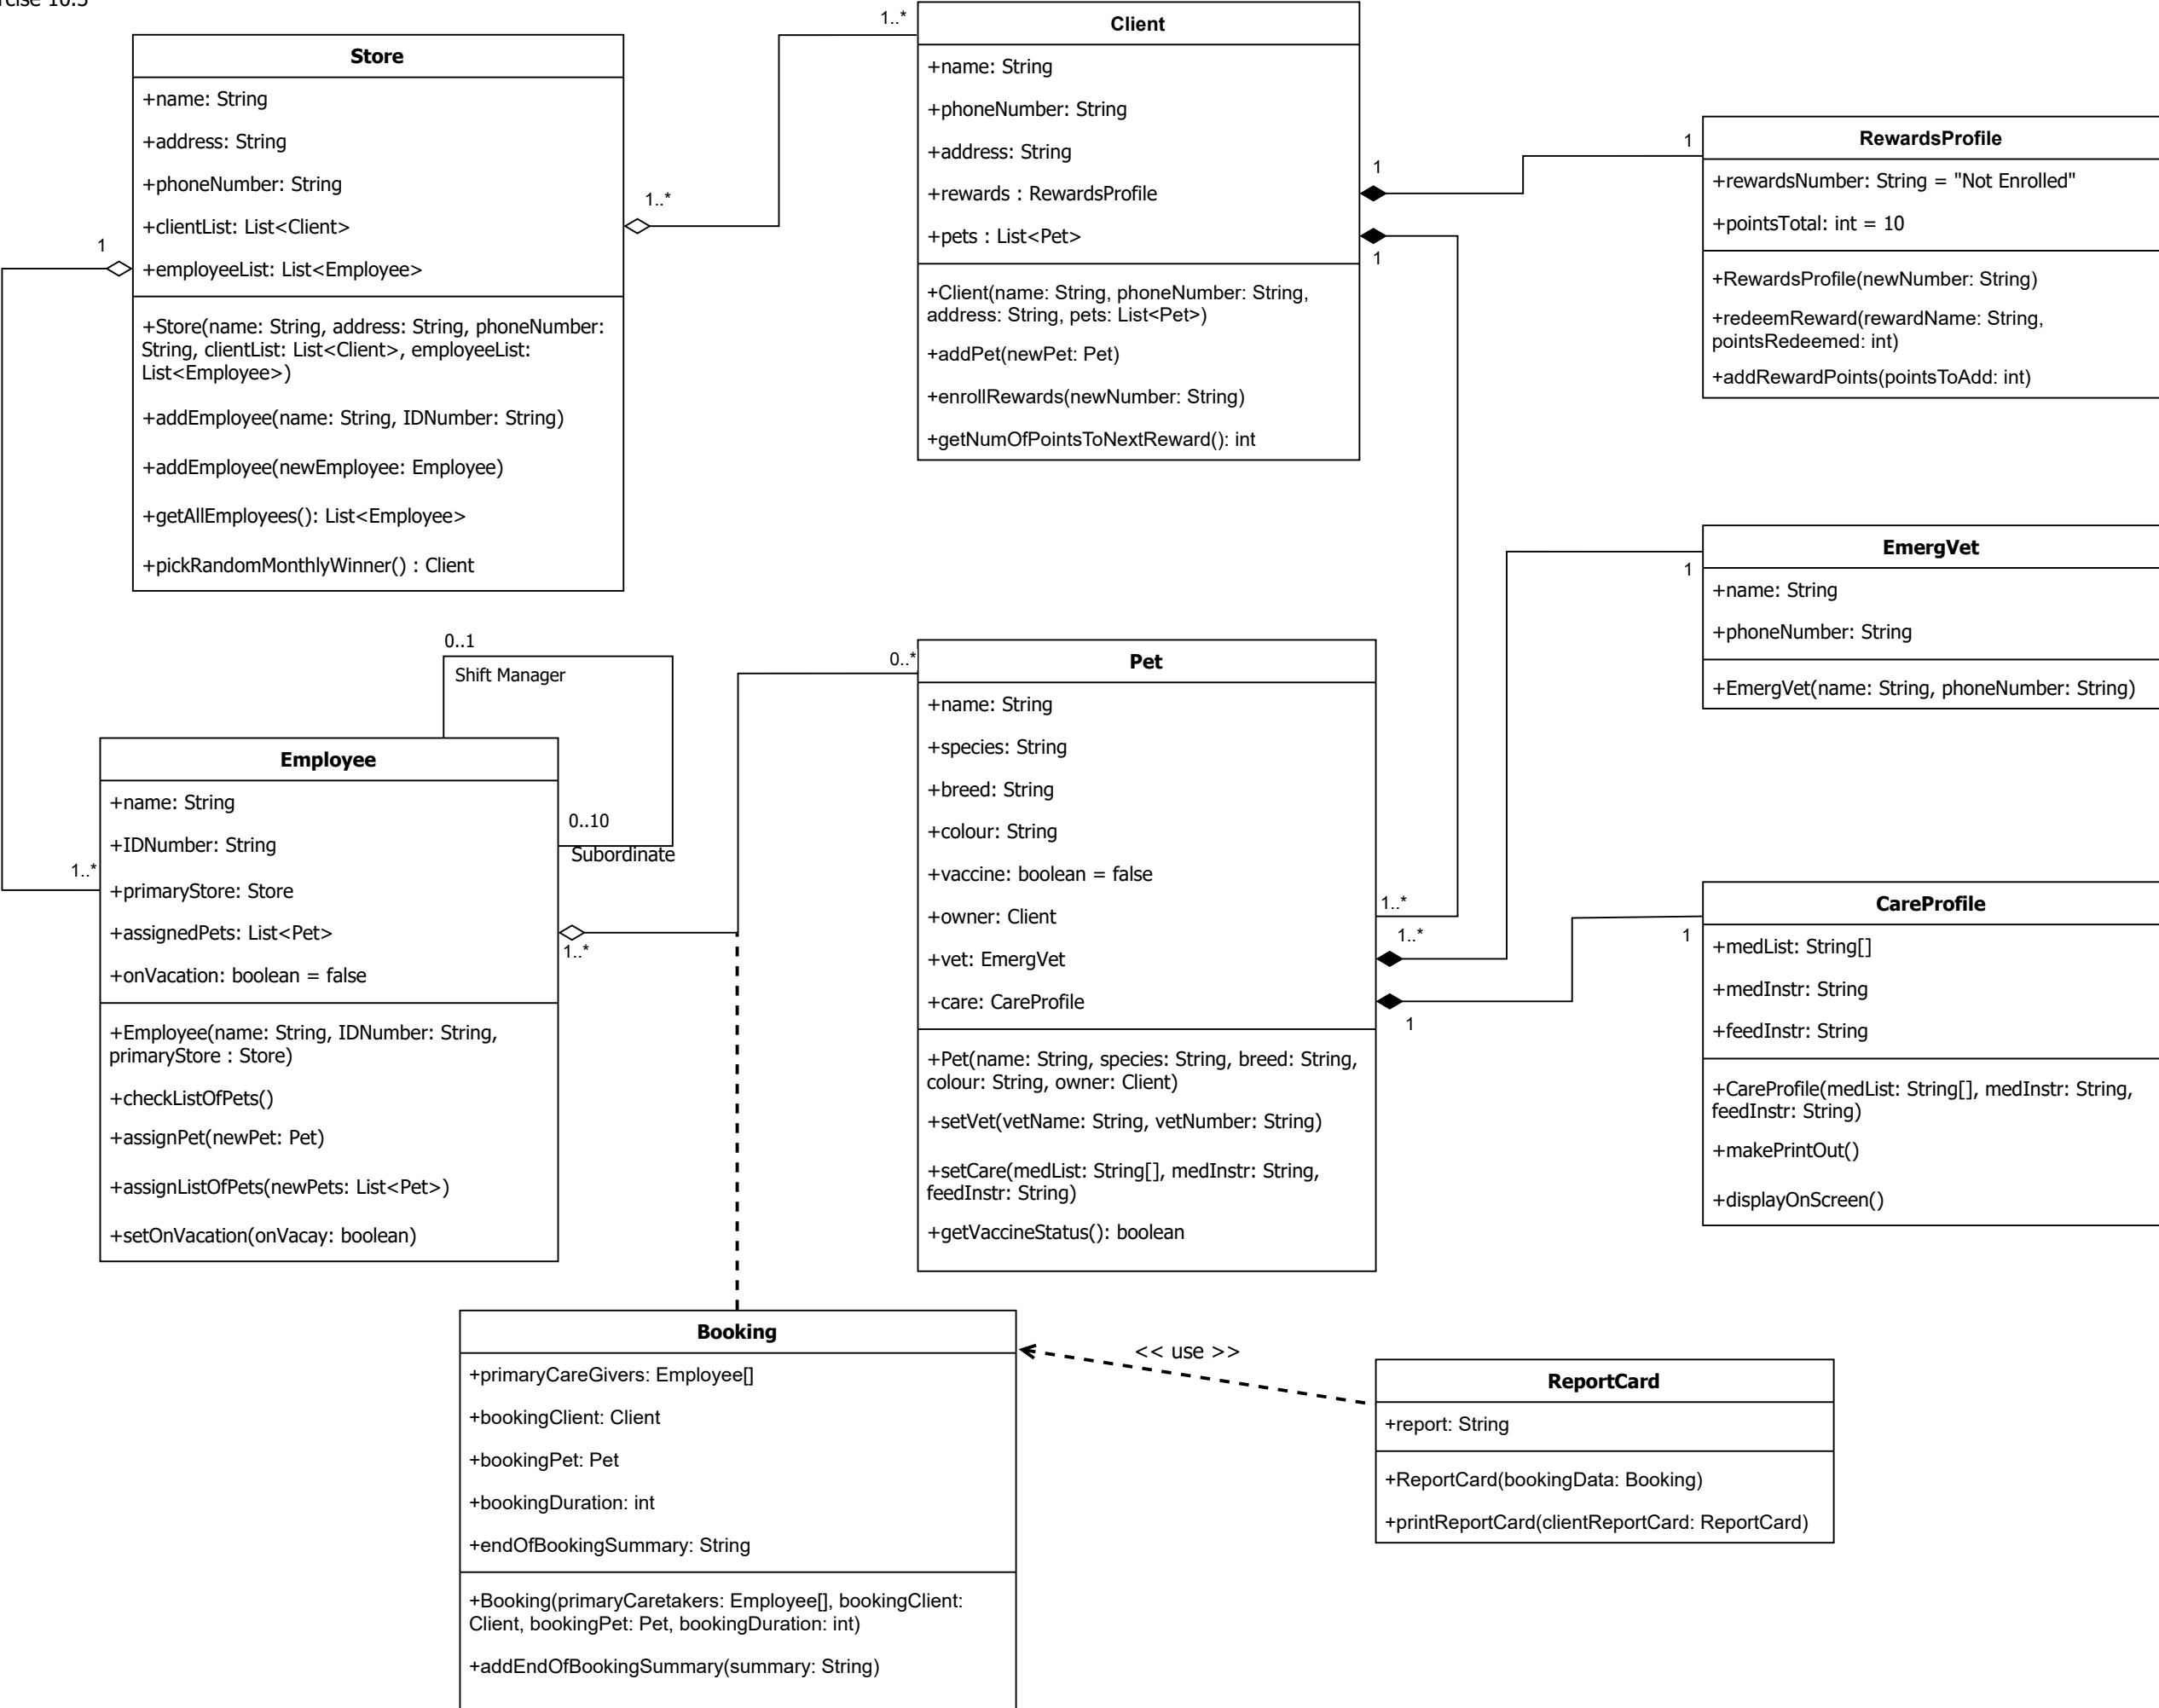 Store
+name: String
+address: String
+phoneNumber: String
+clientList: List<Client>
+employeeList: List<Employee>
+Store(name: String, address: String, phoneNumber:
String, clientList: List<Client>, employeeList:
List<Employee>)
+addEmployee(name: String, IDNumber: String)
+addEmployee(newEmployee: Employee)
+getAllEmployees(): List<Employee>
+pickRandomMonthlyWinner() : Client
1
1..*
1..*
Client
+name: String
+phoneNumber: String
+address: String
+rewards : RewardsProfile
+pets : List<Pet>
+Client(name: String, phoneNumber: String,
address: String, pets: List<Pet>)
+addPet(newPet: Pet)
+enrollRewards(newNumber: String)
+getNumOfPointsToNextReward(): int
1
1
1
RewardsProfile
+rewardsNumber: String = "Not Enrolled"
+pointsTotal: int = 10
+RewardsProfile(newNumber: String)
+redeemReward(rewardName: String,
pointsRedeemed: int)
+addRewardPoints(pointsToAdd: int)
EmergVet
1
+name: String
+phoneNumber: String
+EmergVet(name: String, phoneNumber: String)
0..1
Shift Manager
0..10
Subordinate
Employee
+name: String
+IDNumber: String
1..*
+primaryStore: Store
+assignedPets: List<Pet>
1..*
+onVacation: boolean = false
+Employee(name: String, IDNumber: String,
primaryStore : Store)
+checkListOfPets()
+assignPet(newPet: Pet)
+assignListOfPets(newPets: List<Pet>)
+setOnVacation(onVacay: boolean)
0..*
Pet
+name: String
+species: String
+breed: String
+colour: String
+vaccine: boolean = false
+owner: Client
+vet: EmergVet
+care: CareProfile
+Pet(name: String, species: String, breed: String,
colour: String, owner: Client)
+setVet(vetName: String, vetNumber: String)
+setCare(medList: String[], medInstr: String,
feedInstr: String)
+getVaccineStatus(): boolean
1..*
1..*
1
1
CareProfile
+medList: String[]
+medInstr: String
+feedInstr: String
+CareProfile(medList: String[], medInstr: String,
feedInstr: String)
+makePrintOut()
+displayOnScreen()
Booking
+primaryCareGivers: Employee[]
+bookingClient: Client
+bookingPet: Pet
+bookingDuration: int
+endOfBookingSummary: String
+Booking(primaryCaretakers: Employee[], bookingClient:
Client, bookingPet: Pet, bookingDuration: int)
+addEndOfBookingSummary(summary: String)
<< use >>
ReportCard
+report: String
+ReportCard(bookingData: Booking)
+printReportCard(clientReportCard: ReportCard)